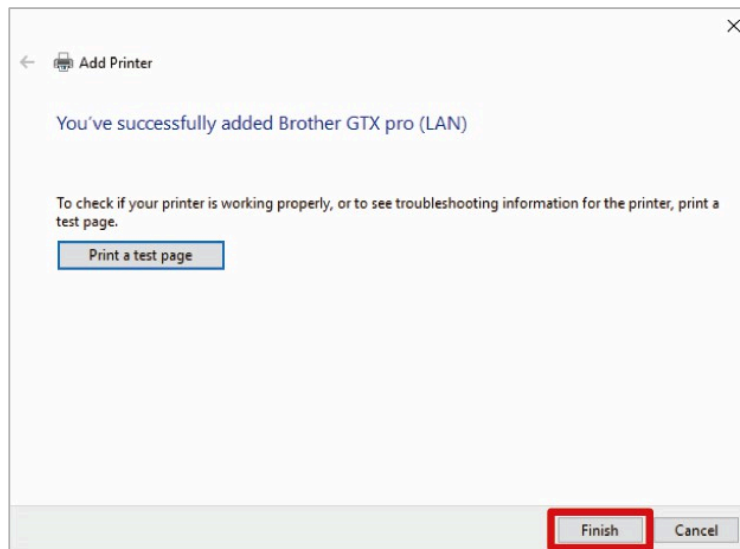 Add Printer
You've successfully added Brother GTX pro (LAN)
To check if your printer is working properly, or to see troubleshooting information for the printer, print a
test page.
Print a test page
Finish
Cancel